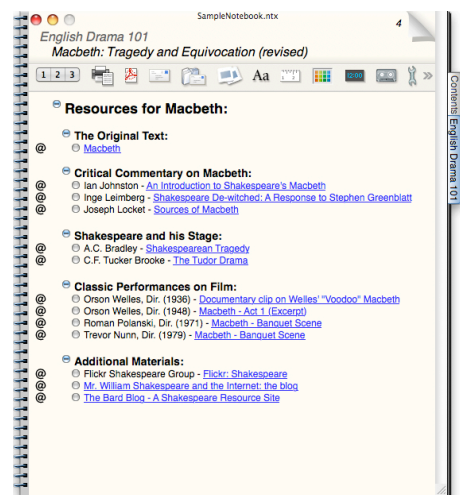 SampleNotebook.ntx
4
English Drama 101
Macbeth: Tragedy and Equivocation (revised)
1 2 3 Aa 12:00 »
Resources for Macbeth:
The Original Text:
@ Macbeth
Critical Commentary on Macbeth:
@ Ian Johnston - An Introduction to Shakespeare's Macbeth
@ Inge Leimberg - Shakespeare De-witched: A Response to Stephen Greenblatt
@ Joseph Locket - Sources of Macbeth
Shakespeare and his Stage:
@ A.C. Bradley - Shakespearean Tragedy
@ C.F. Tucker Brooke - The Tudor Drama
Classic Performances on Film:
@ Orson Welles, Dir. (1936) - Documentary clip on Welles' "Voodoo" Macbeth
@ Orson Welles, Dir. (1948) - Macbeth - Act 1 (Excerpt)
@ Roman Polanski, Dir. (1971) - Macbeth - Banquet Scene
@ Trevor Nunn, Dir. (1979) - Macbeth - Banquet Scene
Additional Materials:
@ Flickr Shakespeare Group - Flickr: Shakespeare
@ Mr. William Shakespeare and the Internet: the blog
@ The Bard Blog - A Shakespeare Resource Site
Contents
English Drama 101